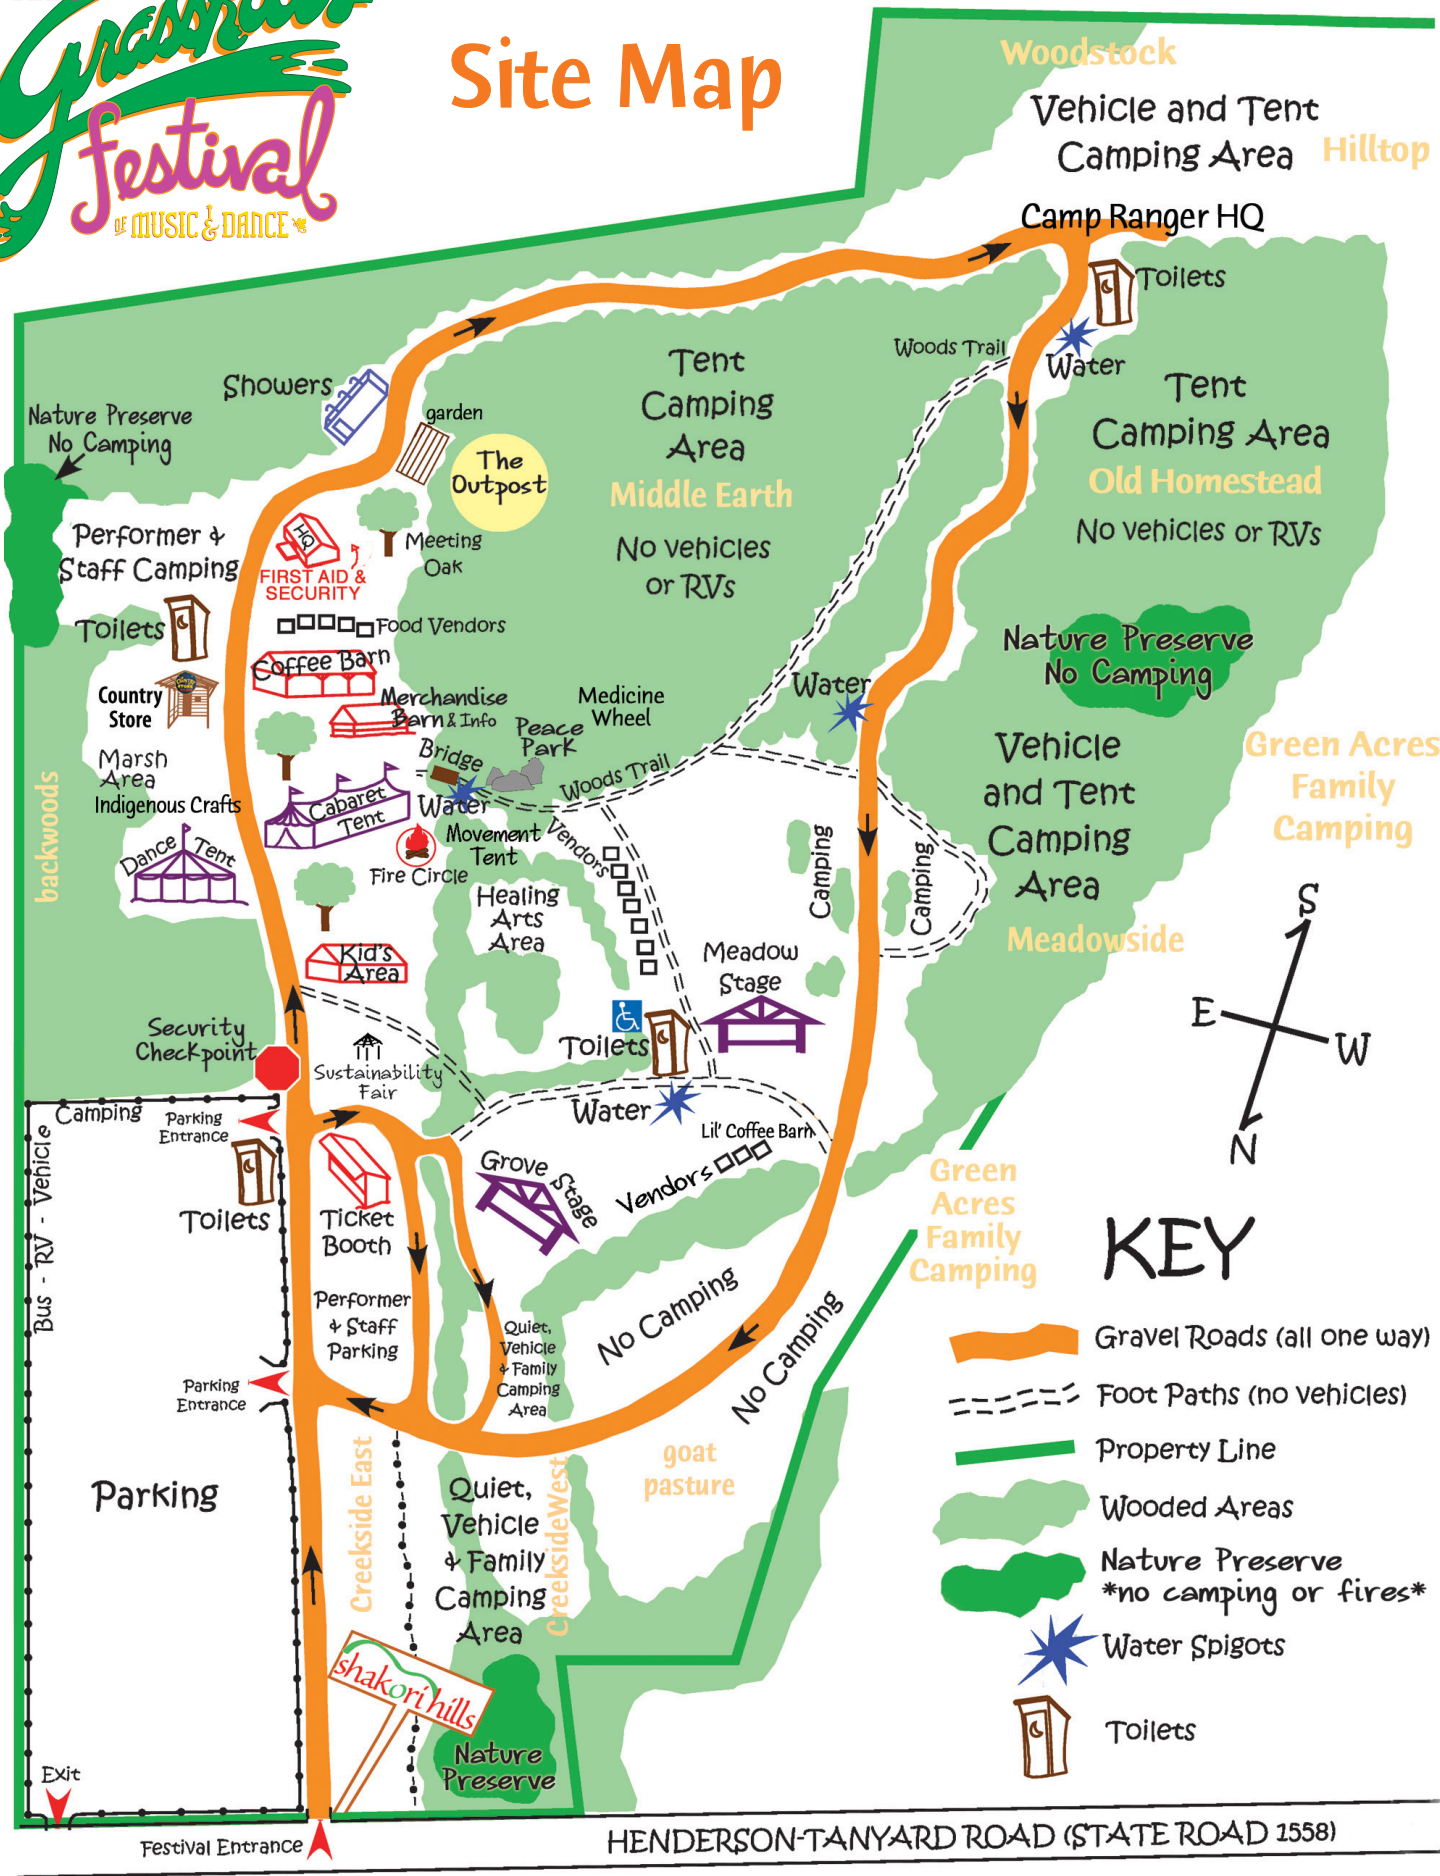 Festival
OF MUSIC & DANCE
Site Map
Woodstock
Vehicle and Tent
Camping Area
Hilltop
Camp Ranger HQ
Toilets
Water
Woods Trail
Tent
Camping
Area
Middle Earth
No vehicles
or RVs
Tent
Camping Area
Old Homestead
No vehicles or RVs
Showers
garden
The
Outpost
Nature Preserve
No Camping
Performer &
Staff Camping
HQ
FIRST AID &
SECURITY
Meeting
Oak
Toilets
Food Vendors
Coffee Barn
Country
Store
COUNTRY
STORE
Merchandise
Barn & Info
Medicine
Wheel
Peace
Park
Bridge
Water
Woods Trail
Water
Nature Preserve
No Camping
Marsh
Area
Indigenous Crafts
backwoods
Dance Tent
Cabaret
Tent
Fire Circle
Movement
Tent
Vendors
Healing
Arts
Area
Camping
Camping
Vehicle
and Tent
Camping
Area
Meadowside
Green Acres
Family
Camping
S
E
W
N
Kid's
Area
Meadow
Stage
Toilets
Security
Checkpoint
Sustainability
Fair
Water
Lil' Coffee Barn
Vendors
Camping
Bus - RV - Vehicle
Parking
Entrance
Toilets
Ticket
Booth
Grove Stage
Green
Acres
Family
Camping
Performer
& Staff
Parking
Quiet,
Vehicle
& Family
Camping
Area
No Camping
No Camping
Parking
Entrance
Parking
Creekside East
Quiet,
Vehicle
& Family
Camping
Area
CreeksideWest
goat
pasture
shakori hills
Nature
Preserve
KEY
Gravel Roads (all one way)
Foot Paths (no vehicles)
Property Line
Wooded Areas
Nature Preserve
*no camping or fires*
Water Spigots
Toilets
Exit
Festival Entrance
HENDERSON-TANYARD ROAD (STATE ROAD 1558)